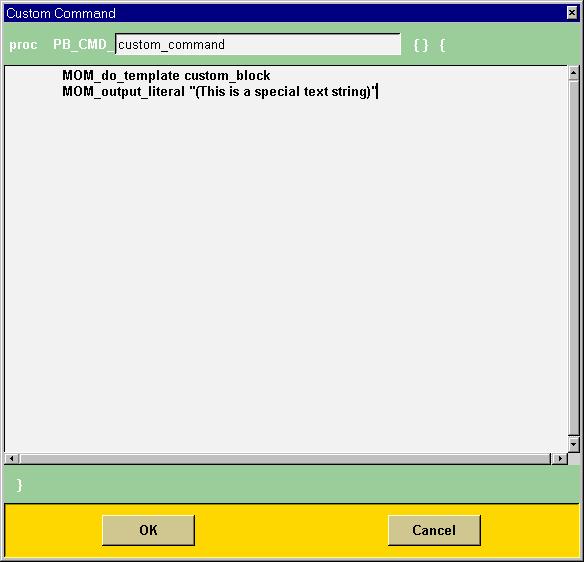 Custom Command
proc PB_CMD_ custom_command {} {
MOM_do_template custom_block
MOM_output_literal "(This is a special text string)"
}
OK Cancel